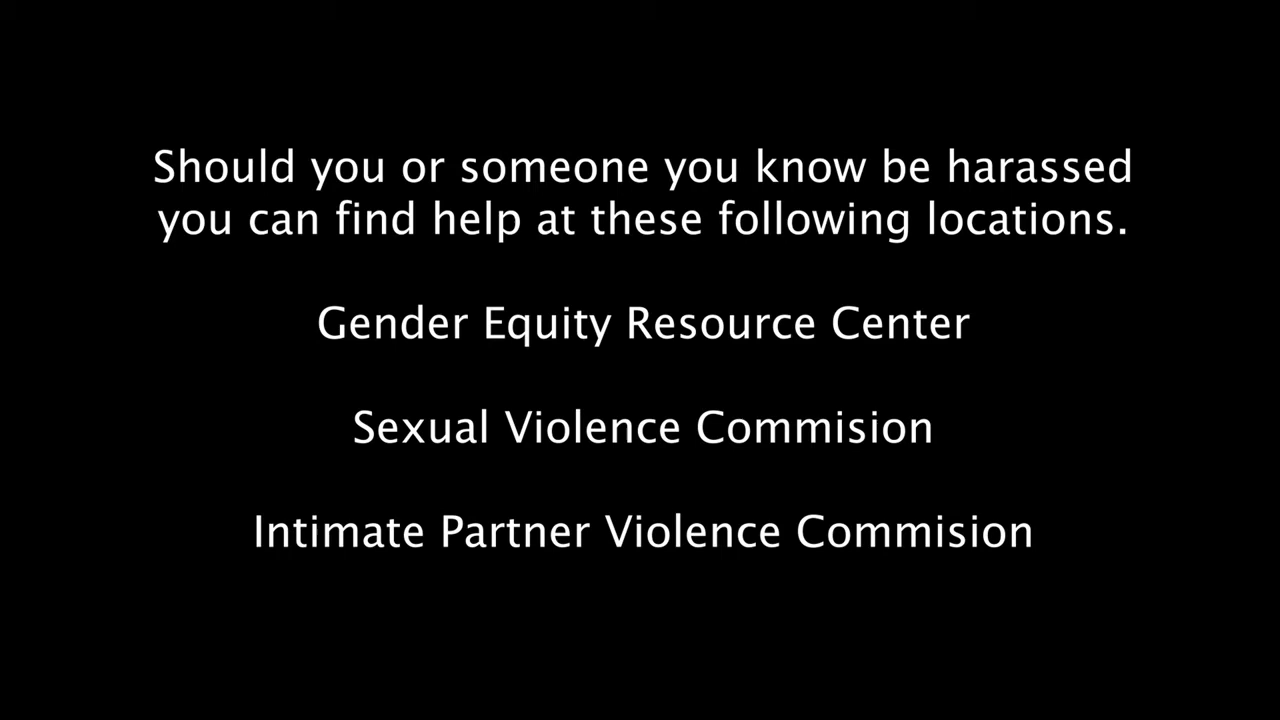 Should you or someone you know be harassed
you can find help at these following locations.
Gender Equity Resource Center
Sexual Violence Commision
Intimate Partner Violence Commision